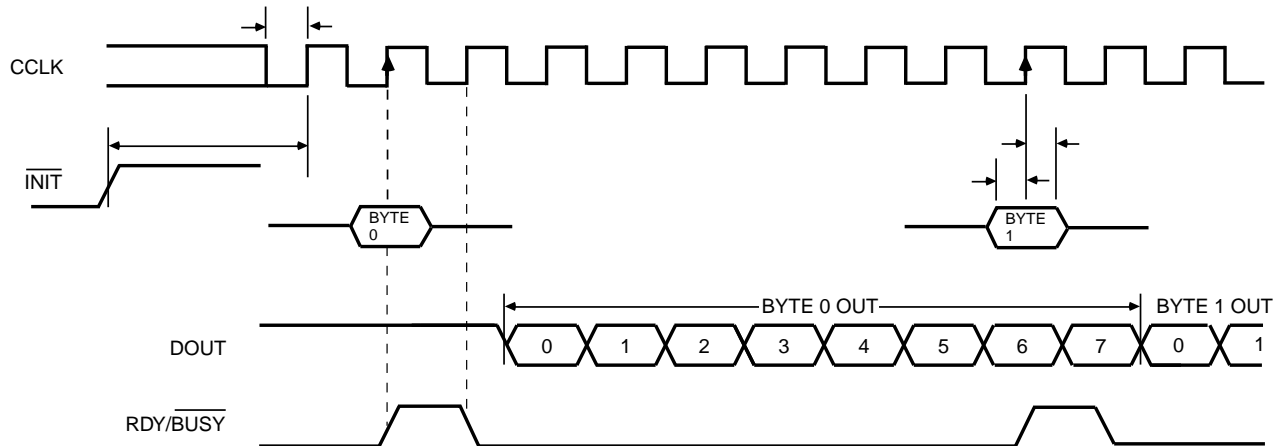 CCLK
INIT
BYTE
0
BYTE
1
BYTE 0 OUT
BYTE 1 OUT
DOUT
0 1 2 3 4 5 6 7 0 1
RDY/BUSY